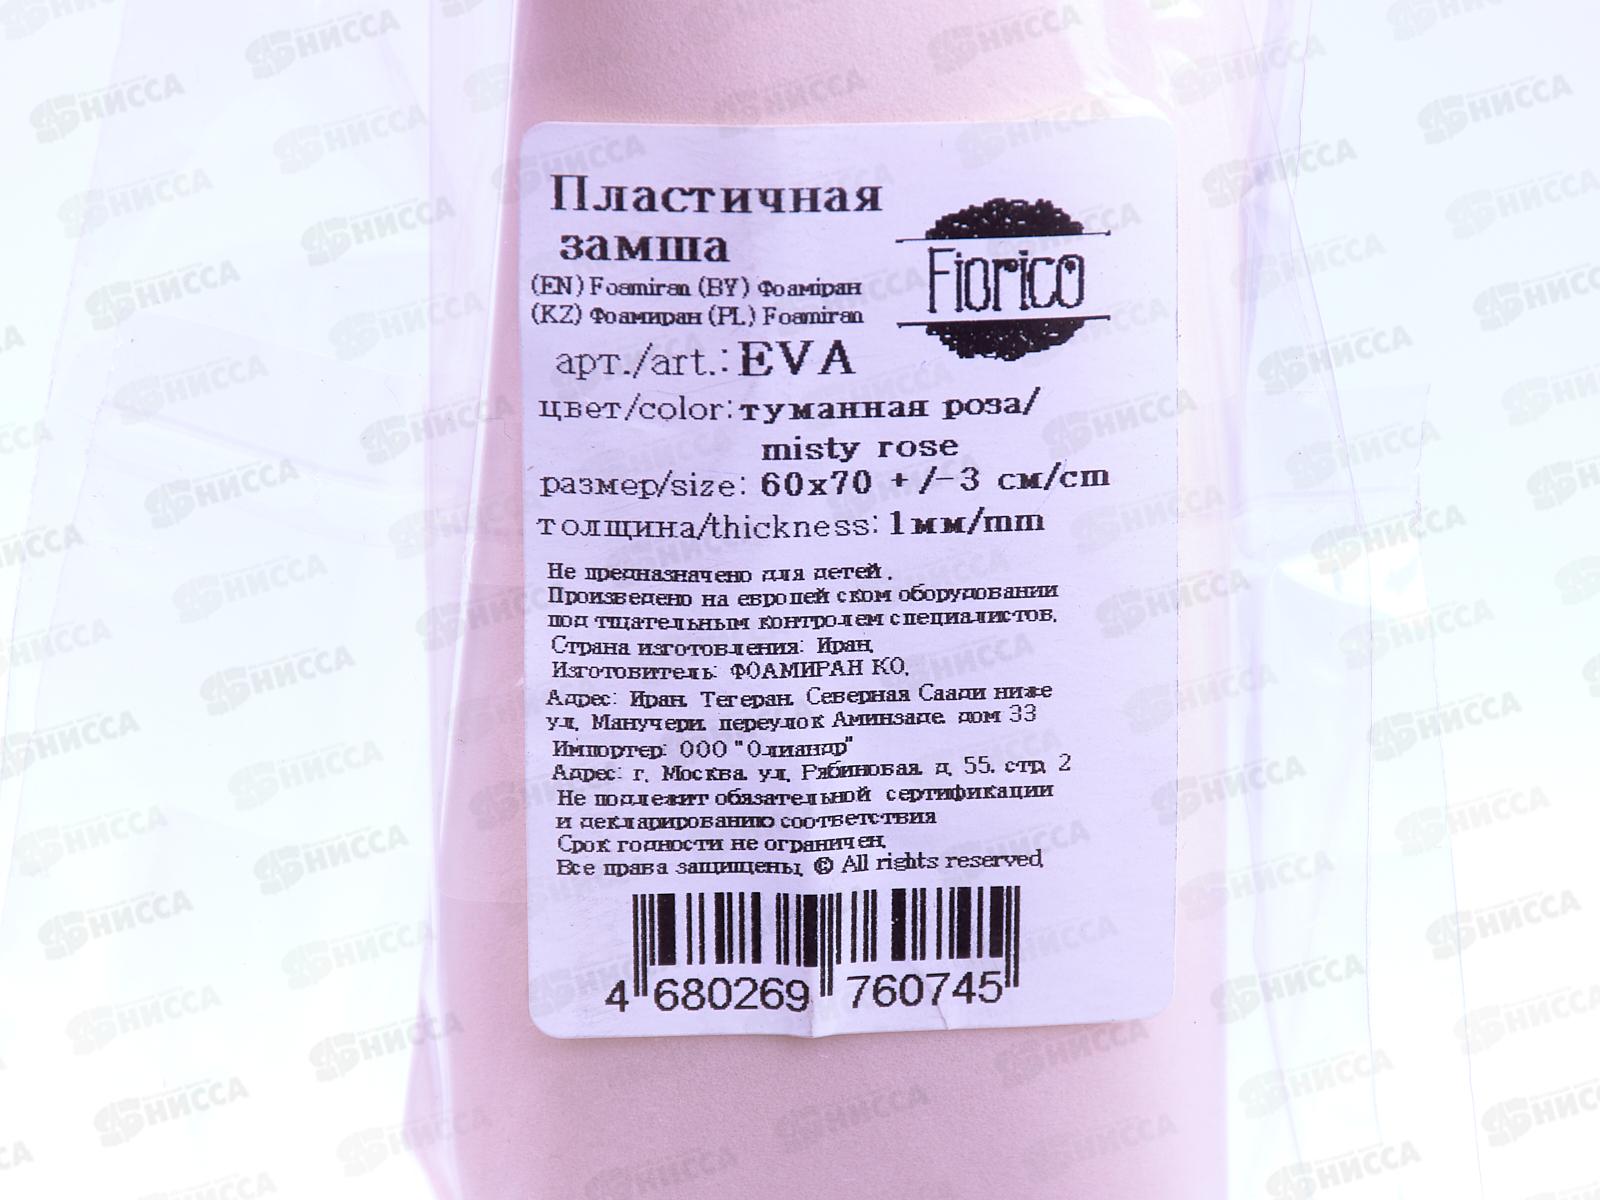 Пластичная
замша
Fiorico
(EN) Foamiran (BY) Фоамiран
(KZ) Фоамиран (PL) Foamiran
арт./art.: EVA
цвет/color: туманная роза/
misty rose
размер/size: 60x70 +/-3 см/cm
толщина/thickness: 1мм/mm
Не предназначено для детей.
Произведено на европей ском оборудовании
под тщательным контролем специалистов.
Страна изготовления: Иран.
Изготовитель: ФОАМИРАН КО.
Адрес: Иран. Тегеран. Северная Саади ниже
ул. Манучери. переулок Аминзаде. дом 33
Импортер: ООО "Олиандр"
Адрес: г. Москва. ул. Рябиновая. д. 55. стр. 2
Не подлежит обязательной сертификации
и декларированию соответствия
Срок годности не ограничен.
Все права защищены. © All rights reserved.
4 680269 760745
НИССА